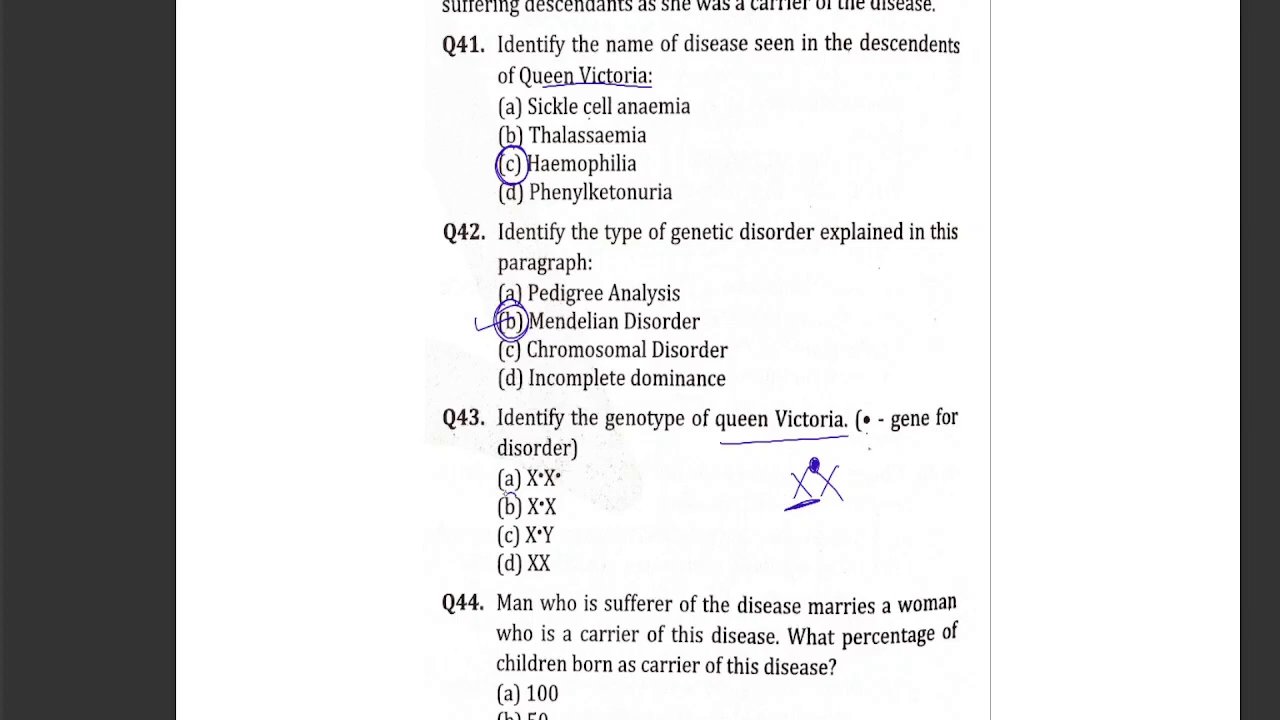 suffering descendants as she was a carrier of the disease.
Q41. Identify the name of disease seen in the descendents
of Queen Victoria:
(a) Sickle cell anaemia
(b) Thalassaemia
(c) Haemophilia
(d) Phenylketonuria
Q42. Identify the type of genetic disorder explained in this
paragraph:
(a) Pedigree Analysis
(b) Mendelian Disorder
(c) Chromosomal Disorder
(d) Incomplete dominance
Q43. Identify the genotype of queen Victoria. (• - gene for
disorder)
X•X
(a) X•X•
(b) X•X
(c) X•Y
(d) XX
Q44. Man who is sufferer of the disease marries a woman
who is a carrier of this disease. What percentage of
children born as carrier of this disease?
(a) 100
(b) 50